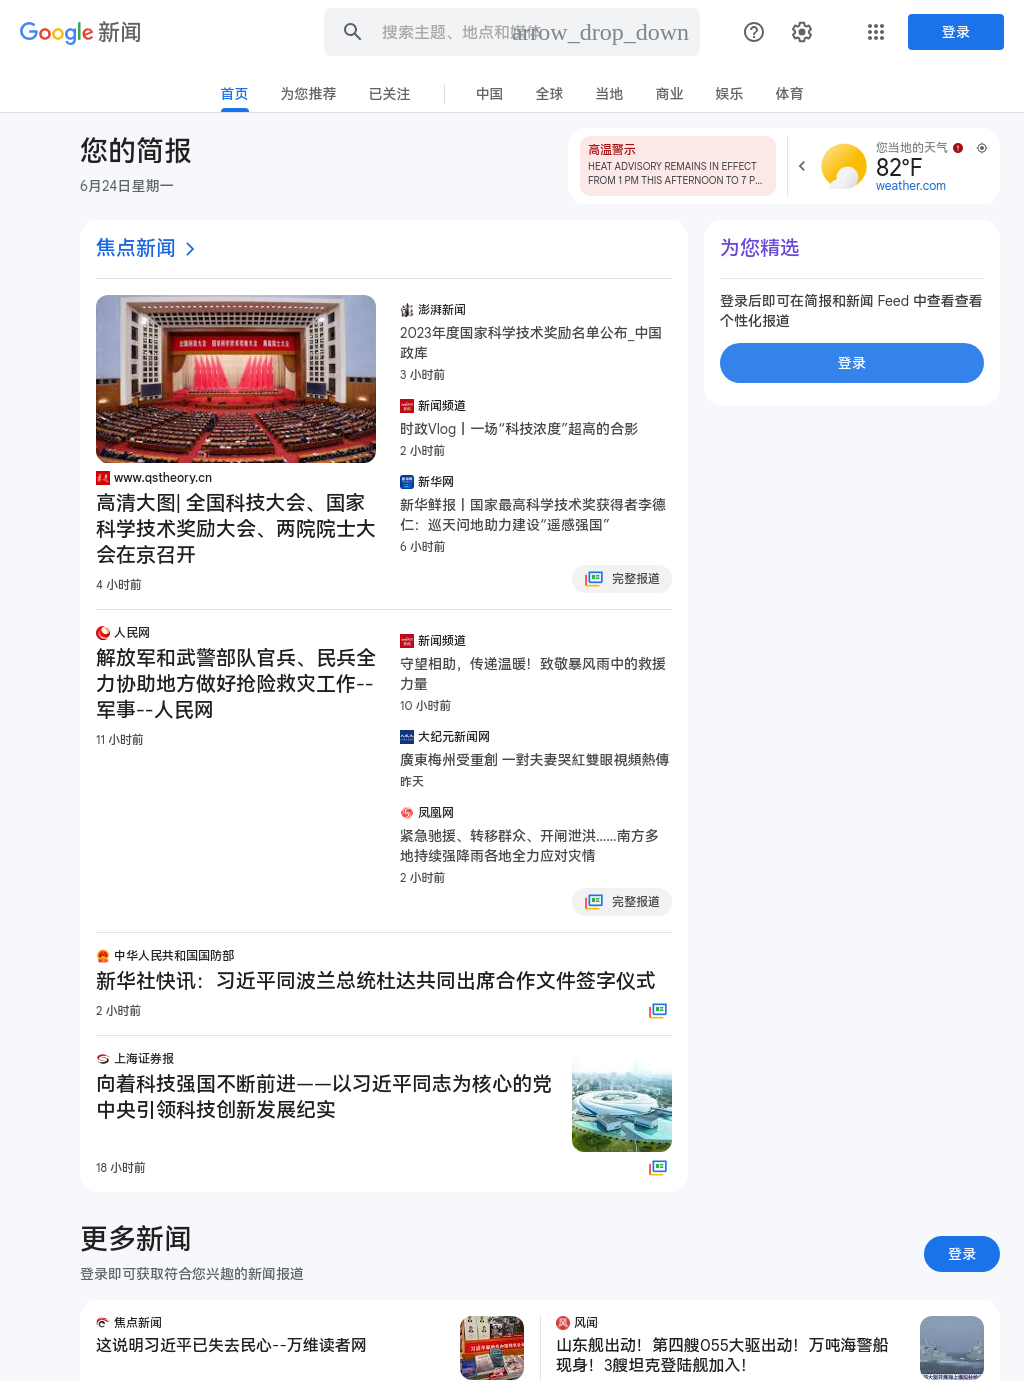 Google 新闻
搜索主题、地点和媒体
arrow_drop_down
登录
首页
为您推荐
已关注
中国
全球
当地
商业
娱乐
体育
您的简报
6月24日星期一
高温警示
HEAT ADVISORY REMAINS IN EFFECT
FROM 1 PM THIS AFTERNOON TO 7 P...
您当地的天气
82°F
weather.com
焦点新闻
www.qstheory.cn
高清大图| 全国科技大会、国家
科学技术奖励大会、两院院士大
会在京召开
4 小时前
澎湃新闻
2023年度国家科学技术奖励名单公布_中国
政库
3 小时前
新闻频道
时政Vlog丨一场“科技浓度”超高的合影
2 小时前
新华网
新华鲜报丨国家最高科学技术奖获得者李德
仁：巡天问地助力建设“遥感强国”
6 小时前
完整报道
人民网
解放军和武警部队官兵、民兵全
力协助地方做好抢险救灾工作--
军事--人民网
11 小时前
新闻频道
守望相助，传递温暖！致敬暴风雨中的救援
力量
10 小时前
大纪元新闻网
廣東梅州受重創 一對夫妻哭紅雙眼視頻熱傳
昨天
凤凰网
紧急驰援、转移群众、开闸泄洪……南方多
地持续强降雨各地全力应对灾情
2 小时前
完整报道
中华人民共和国国防部
新华社快讯：习近平同波兰总统杜达共同出席合作文件签字仪式
2 小时前
上海证券报
向着科技强国不断前进——以习近平同志为核心的党
中央引领科技创新发展纪实
18 小时前
为您精选
登录后即可在简报和新闻 Feed 中查看查看
个性化报道
登录
更多新闻
登录即可获取符合您兴趣的新闻报道
登录
焦点新闻
这说明习近平已失去民心--万维读者网
风闻
山东舰出动！第四艘055大驱出动！万吨海警船
现身！3艘坦克登陆舰加入！